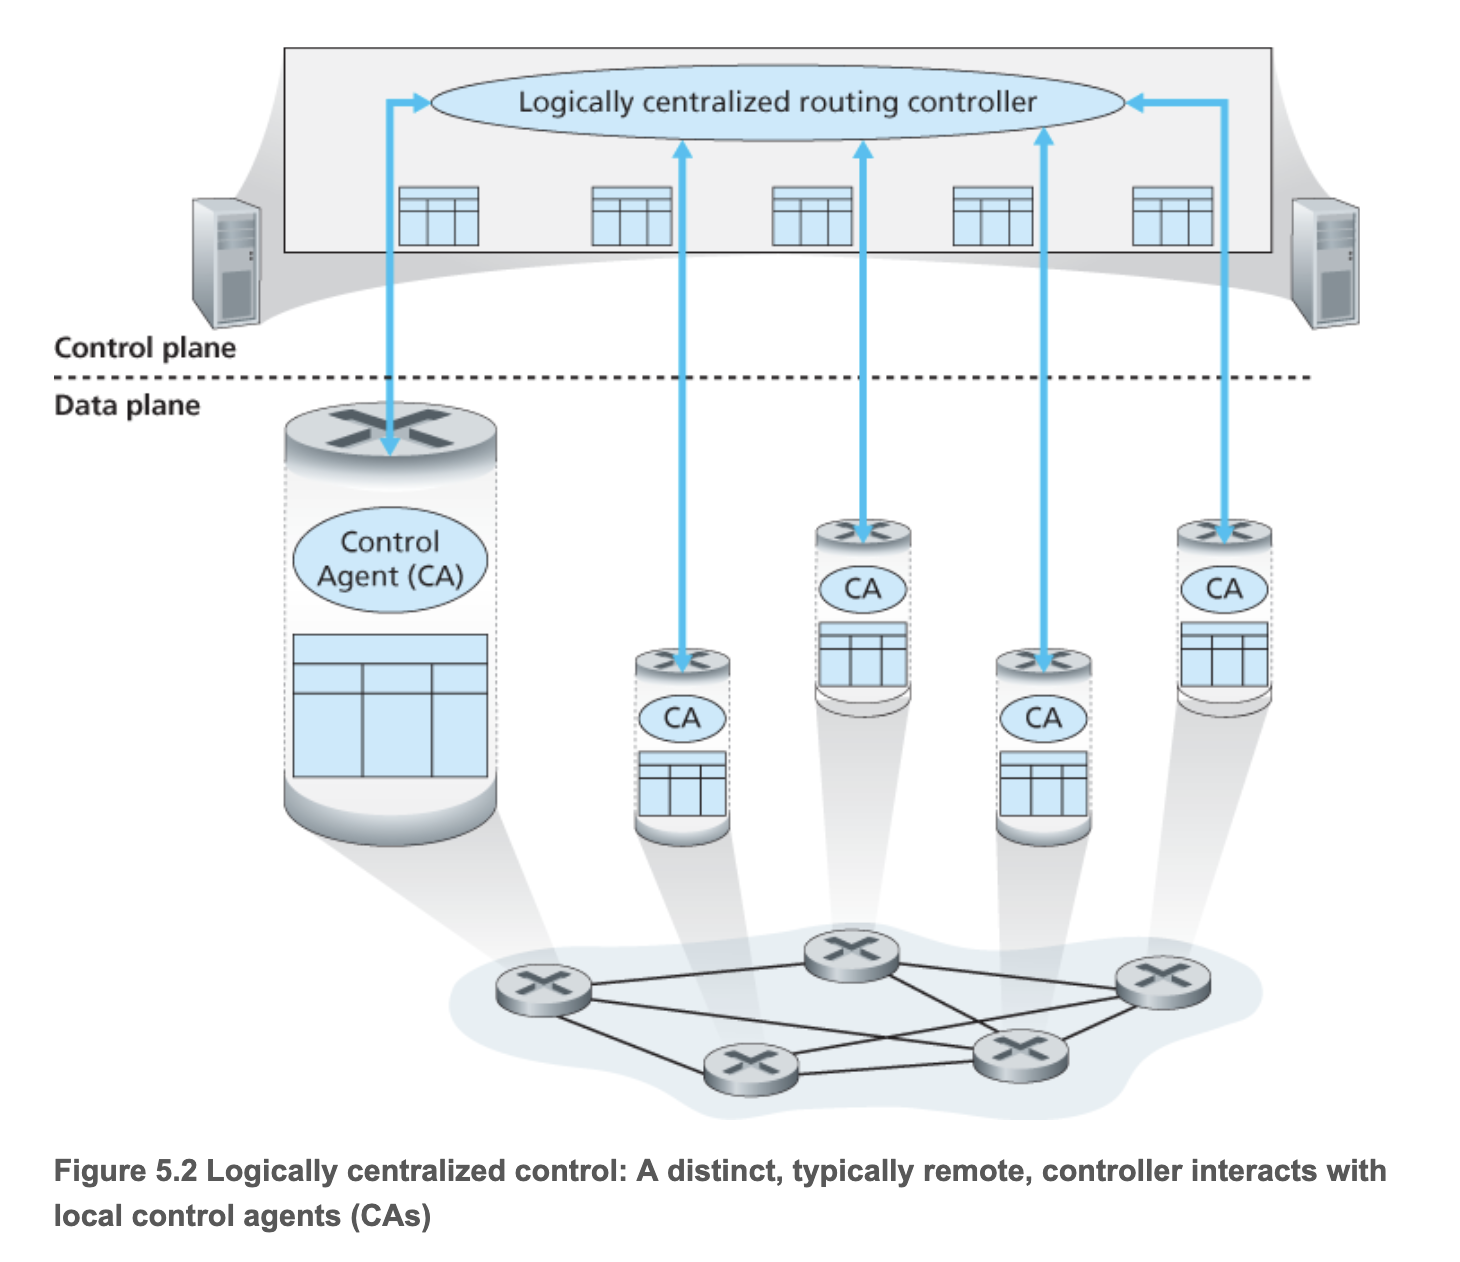 Logically centralized routing controller
Control plane
Data plane
Control
Agent (CA)
CA
CA
CA
CA
Figure 5.2 Logically centralized control: A distinct, typically remote, controller interacts with
local control agents (CAs)